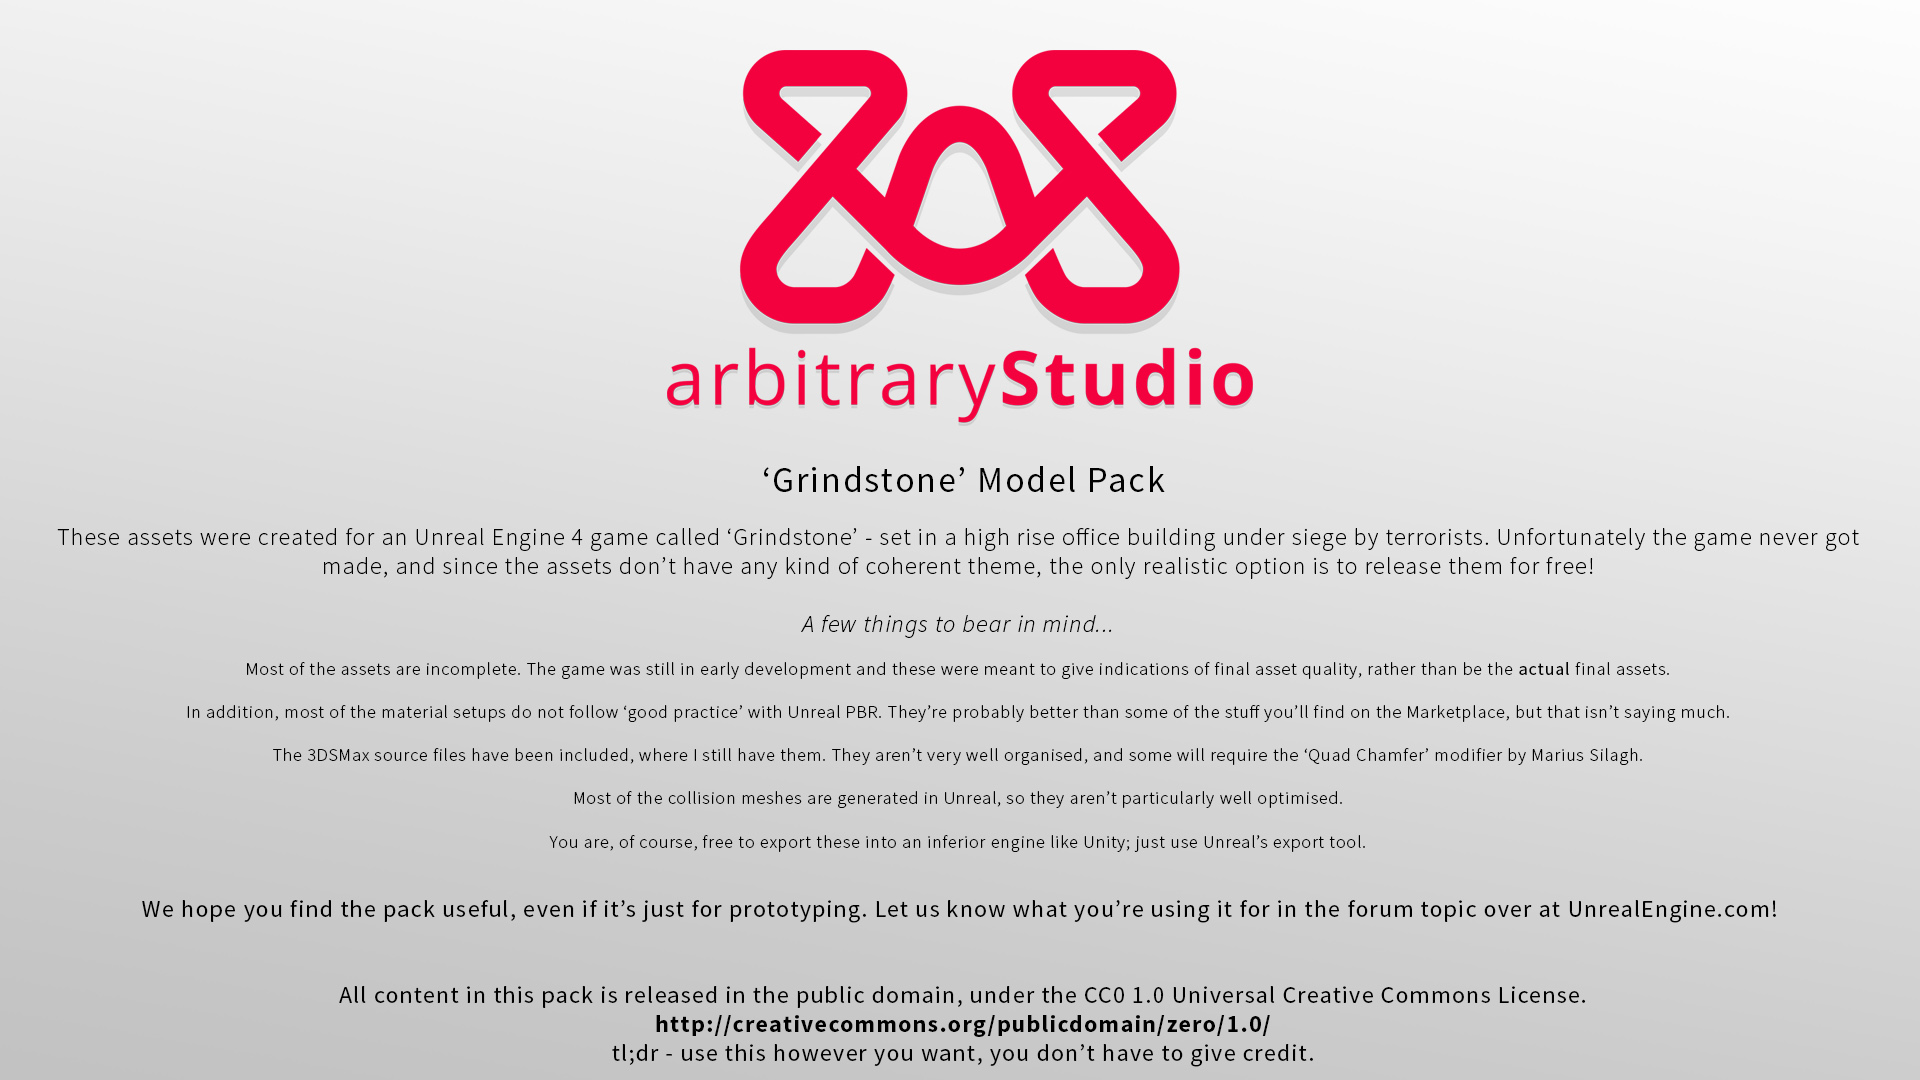 arbitraryStudio
‘Grindstone’ Model Pack
These assets were created for an Unreal Engine 4 game called ‘Grindstone’ - set in a high rise office building under siege by terrorists. Unfortunately the game never got
made, and since the assets don’t have any kind of coherent theme, the only realistic option is to release them for free!
A few things to bear in mind...
Most of the assets are incomplete. The game was still in early development and these were meant to give indications of final asset quality, rather than be the actual final assets.
In addition, most of the material setups do not follow ‘good practice’ with Unreal PBR. They’re probably better than some of the stuff you’ll find on the Marketplace, but that isn’t saying much.
The 3DSMax source files have been included, where I still have them. They aren’t very well organised, and some will require the ‘Quad Chamfer’ modifier by Marius Silagh.
Most of the collision meshes are generated in Unreal, so they aren’t particularly well optimised.
You are, of course, free to export these into an inferior engine like Unity; just use Unreal’s export tool.
We hope you find the pack useful, even if it’s just for prototyping. Let us know what you’re using it for in the forum topic over at UnrealEngine.com!
All content in this pack is released in the public domain, under the CC0 1.0 Universal Creative Commons License.
http://creativecommons.org/publicdomain/zero/1.0/
tl;dr - use this however you want, you don’t have to give credit.